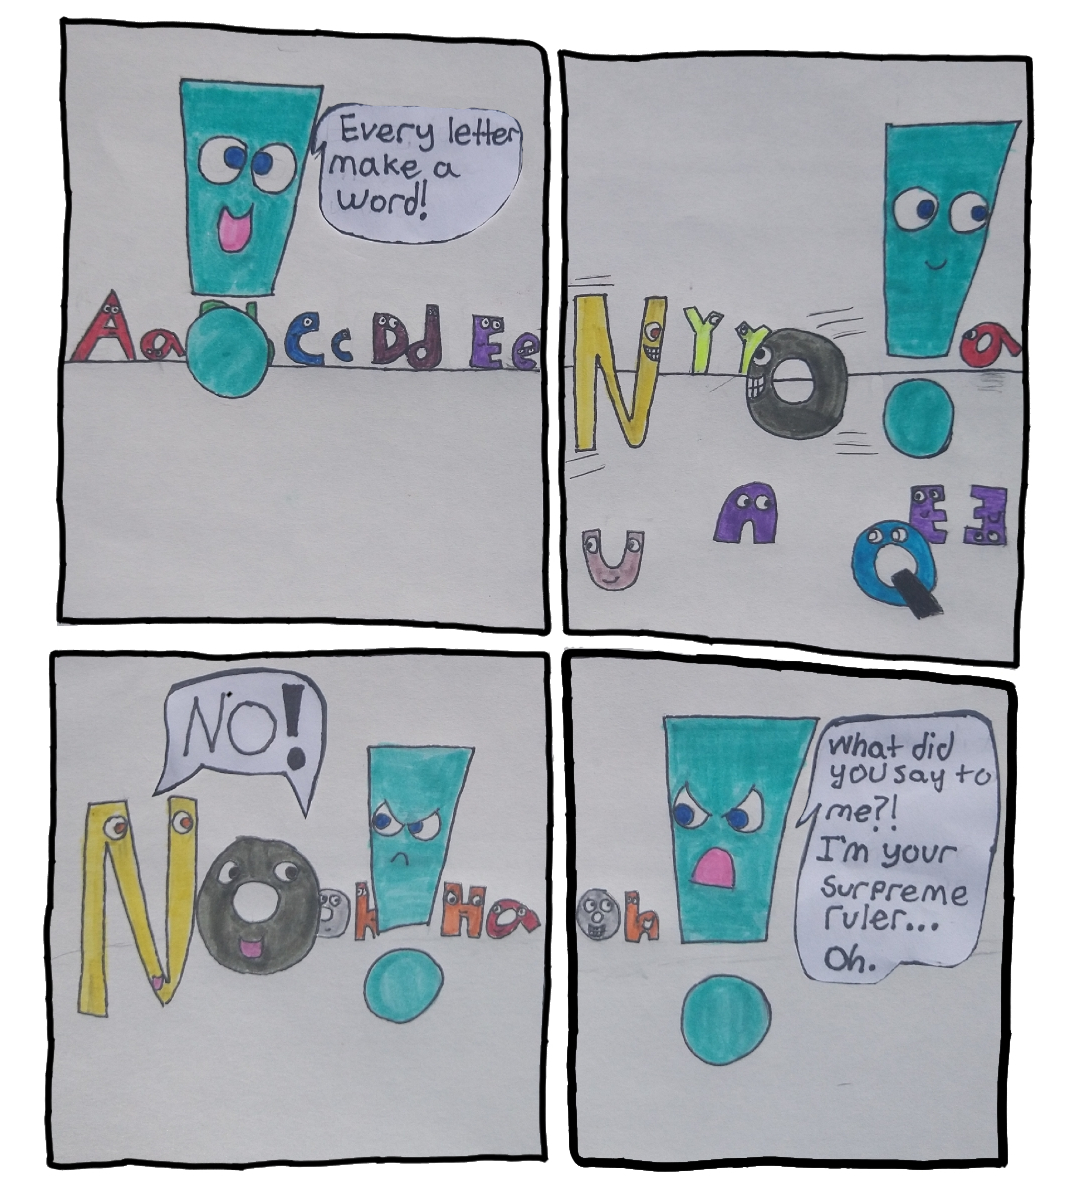 Every letter
make a
word!
! Aa Cc Dd Ee
N Y Y O ! a
U A Q E E
NO!
N O o h ! H a
o h !
What did
you say to
me?!
I'm your
surpreme
ruler...
Oh.